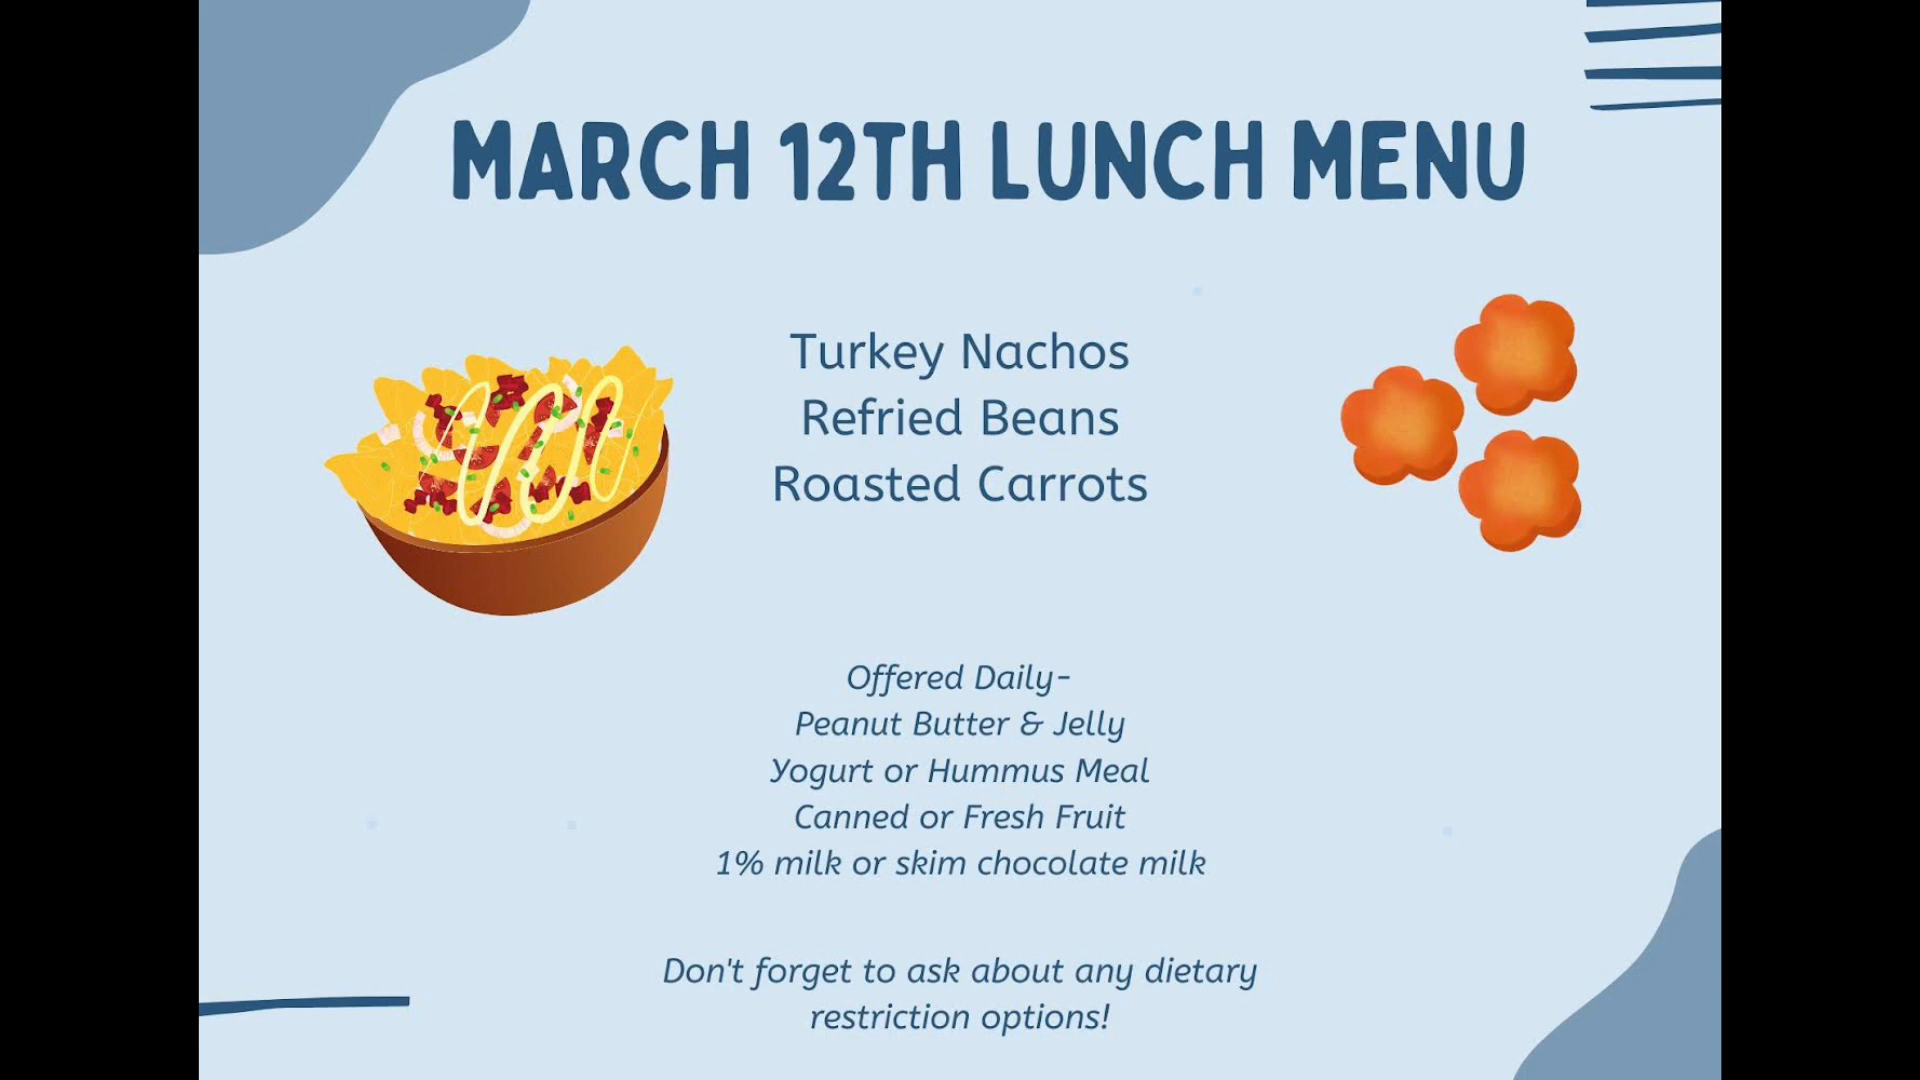 MARCH 12TH LUNCH MENU
Turkey Nachos
Refried Beans
Roasted Carrots
Offered Daily-
Peanut Butter & Jelly
Yogurt or Hummus Meal
Canned or Fresh Fruit
1% milk or skim chocolate milk
Don't forget to ask about any dietary
restriction options!